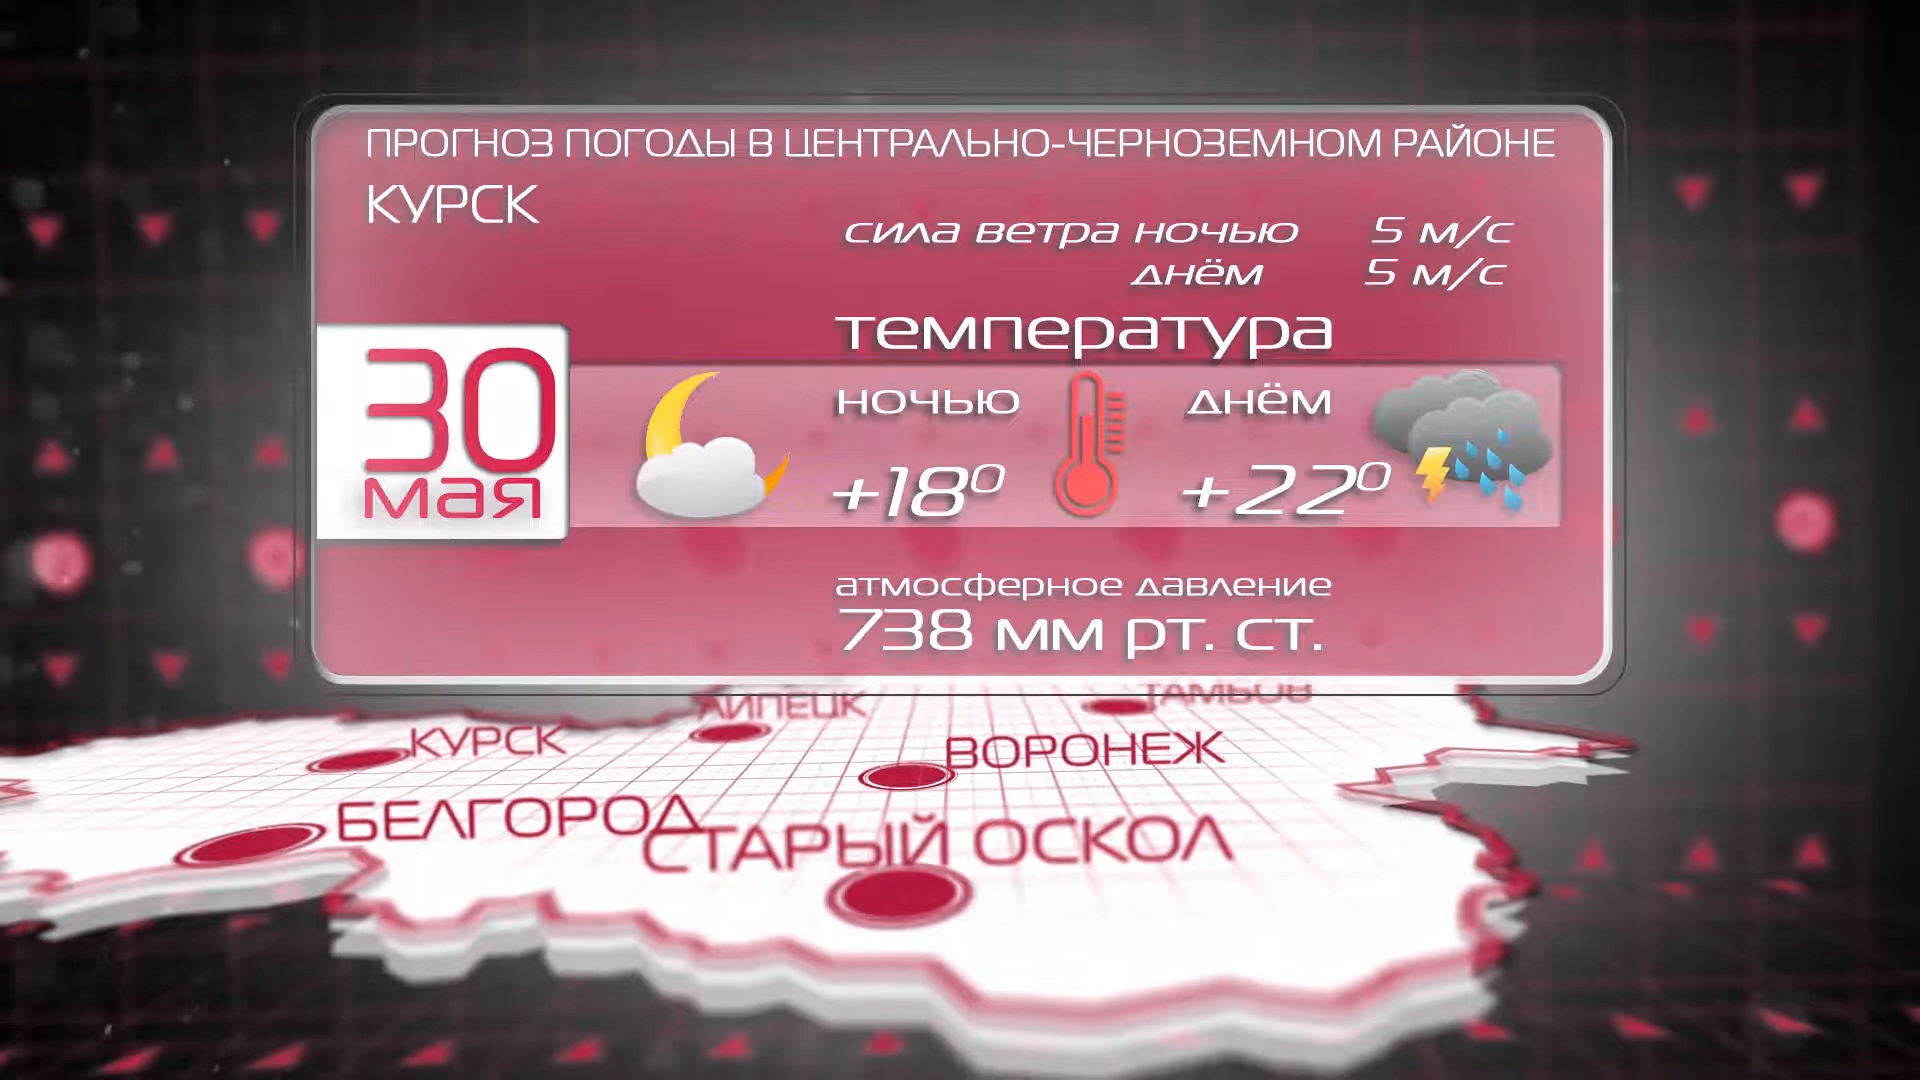 ПРОГНОЗ ПОГОДЫ В ЦЕНТРАЛЬНО-ЧЕРНОЗЕМНОМ РАЙОНЕ
КУРСК
сила ветра ночью 5 м/с
днём 5 м/с
температура
30
мая
ночью
днём
+18⁰
+22⁰
атмосферное давление
738 мм рт. ст.
ЛИПЕЦК
ТАМБОВ
КУРСК
ВОРОНЕЖ
БЕЛГОРОД
СТАРЫЙ ОСКОЛ